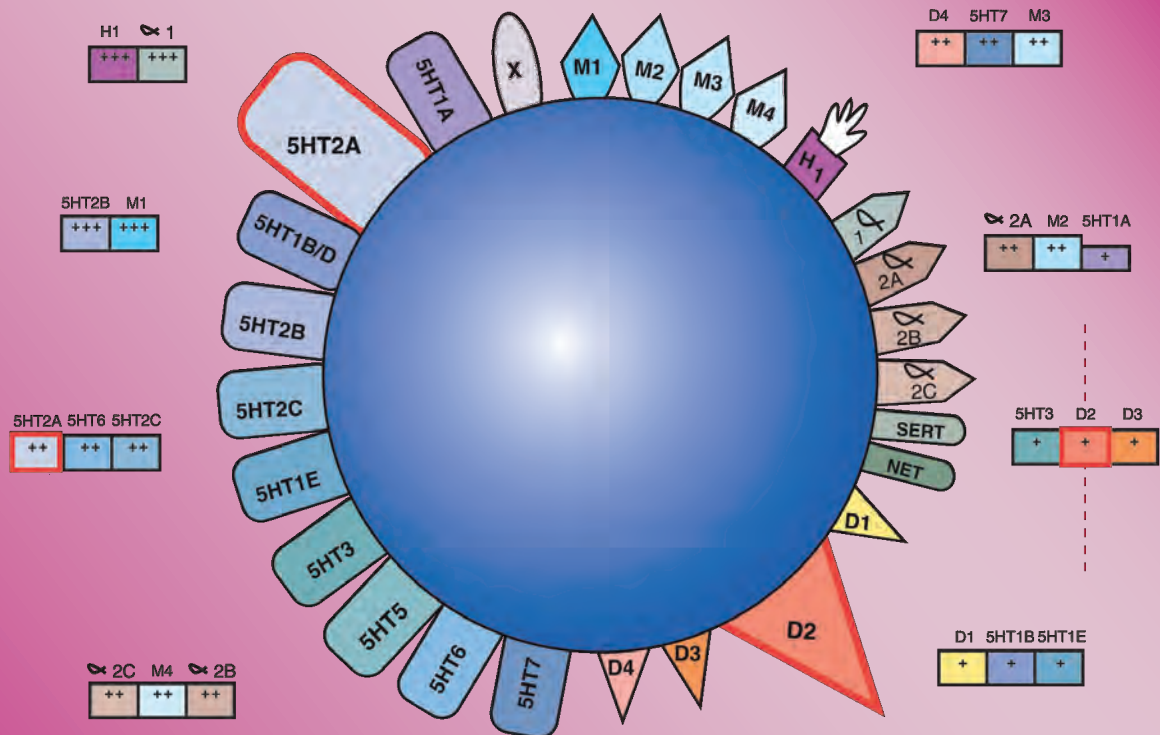 H1 α 1
+++ +++
5HT2B M1
+++ +++
5HT2A 5HT6 5HT2C
++ ++ ++
α 2C M4 α 2B
++ ++ ++
5HT2A
5HT1A
X
M1
M2
M3
M4
H1
1 α
α 2A
α 2B
α 2C
SERT
NET
D1
D2
D3
D4
5HT7
5HT6
5HT5
5HT3
5HT1E
5HT2C
5HT2B
5HT1B/D
D4 5HT7 M3
++ ++ ++
α 2A M2 5HT1A
++ ++ +
5HT3 D2 D3
+ + +
D1 5HT1B 5HT1E
+ + +